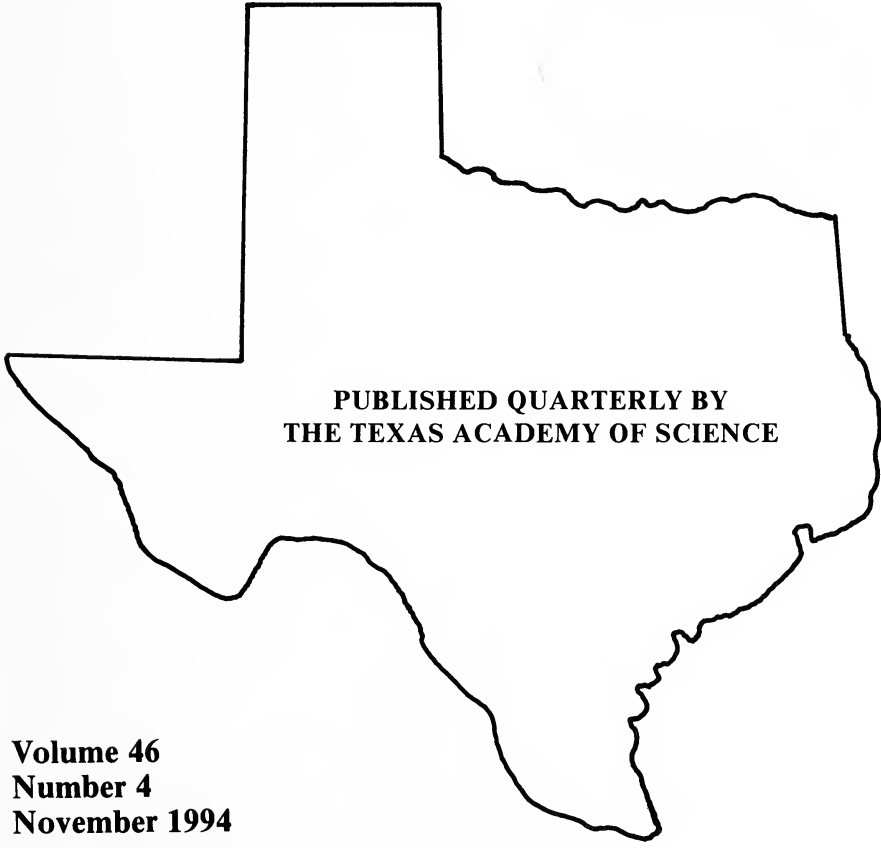 PUBLISHED QUARTERLY BY
THE TEXAS ACADEMY OF SCIENCE
Volume 46
Number 4
November 1994